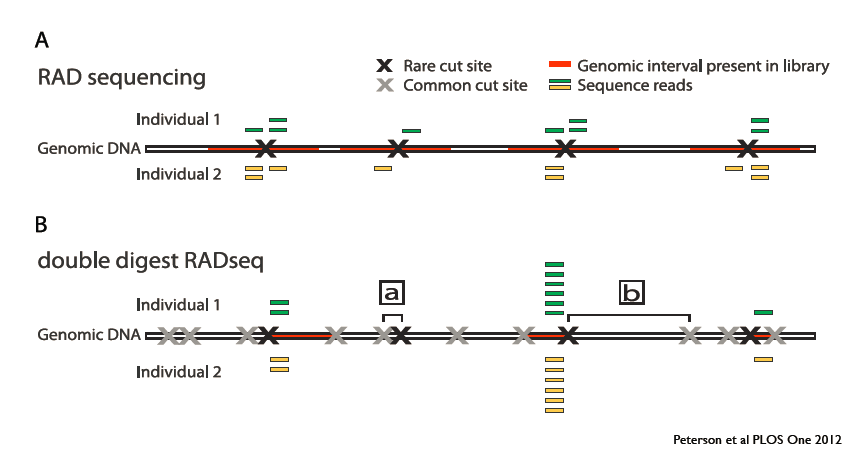 A
RAD sequencing
Rare cut site
Common cut site
Genomic interval present in library
Sequence reads
Individual 1
Genomic DNA
Individual 2
B
double digest RADseq
a
b
Individual 1
Genomic DNA
Individual 2
Peterson et al PLOS One 2012